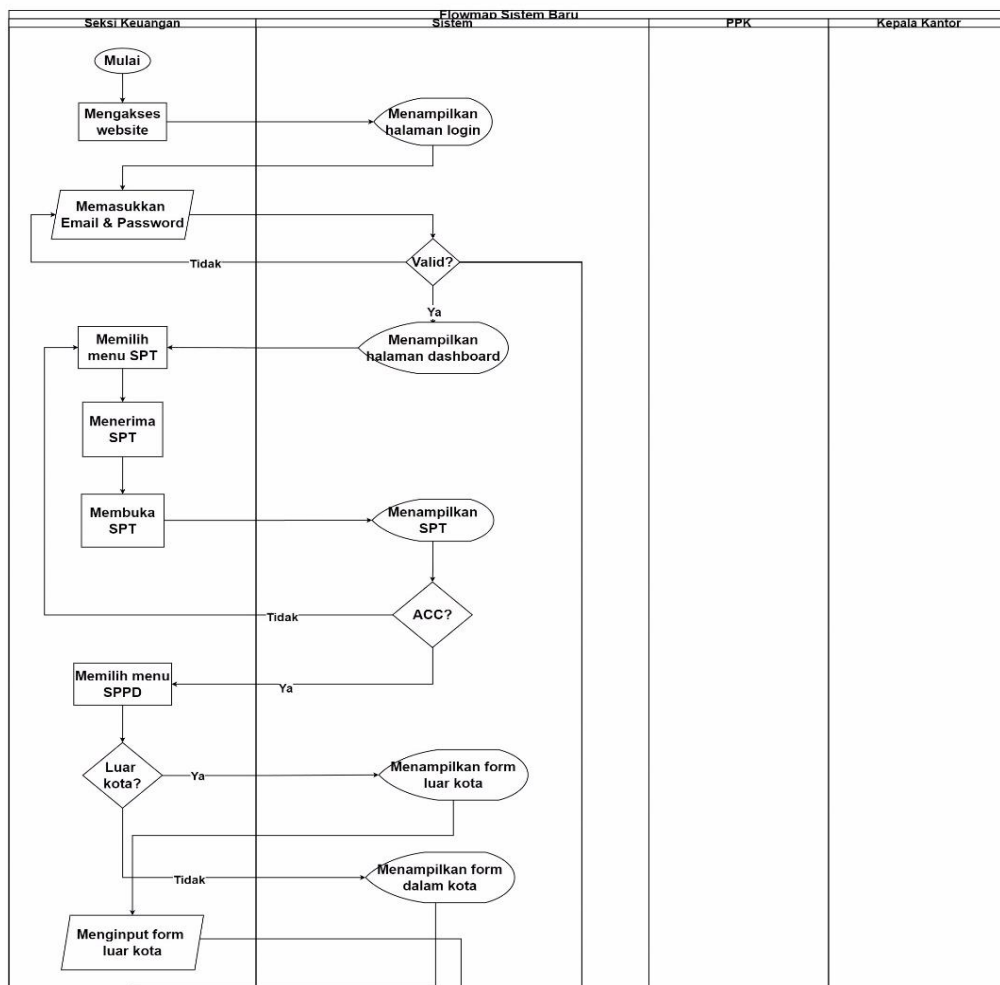 Flowmap Sistem Baru
Seksi Keuangan
Sistem
PPK
Kepala Kantor
Mulai
Mengakses
website
Menampilkan
halaman login
Memasukkan
Email & Password
Valid?
Tidak
Ya
Menampilkan
halaman dashboard
Memilih
menu SPT
Menerima
SPT
Membuka
SPT
Menampilkan
SPT
ACC?
Tidak
Ya
Memilih menu
SPPD
Luar
kota?
Ya
Menampilkan form
luar kota
Tidak
Menampilkan form
dalam kota
Menginput form
luar kota